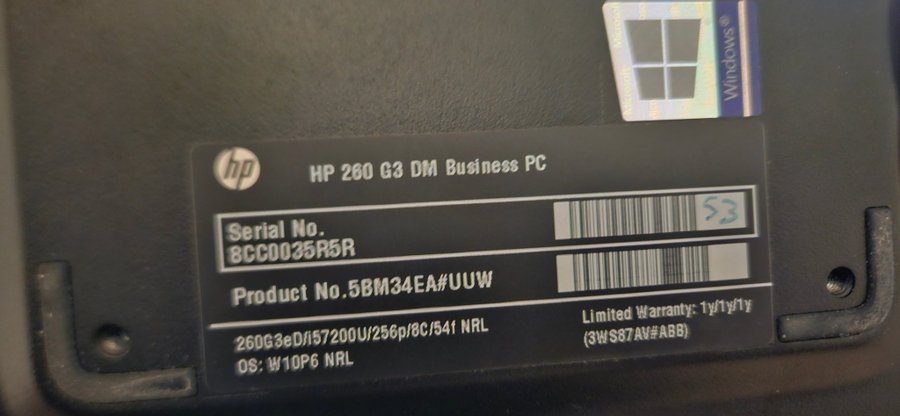 Windows®
hp
HP 260 G3 DM Business PC
Serial No.
8CC0035R5R
53
Product No.5BM34EA#UUW
260G3eD/i57200U/256p/8C/54f NRL
OS: W10P6 NRL
Limited Warranty: 1y/1y/1y
(3WS87AV#ABB)